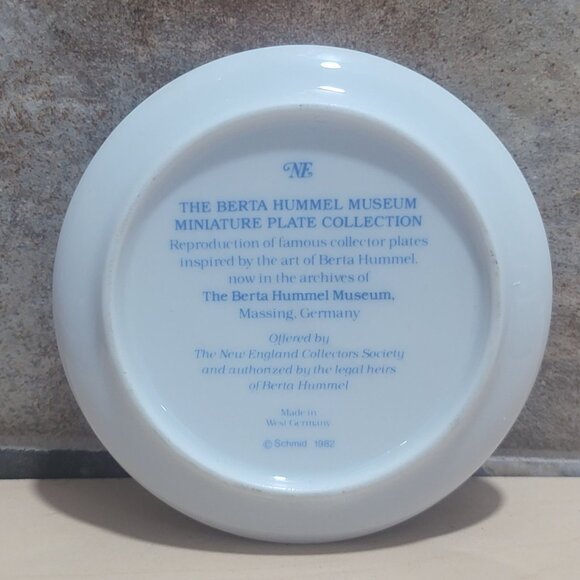 NE
THE BERTA HUMMEL MUSEUM
MINIATURE PLATE COLLECTION
Reproduction of famous collector plates
inspired by the art of Berta Hummel,
now in the archives of
The Berta Hummel Museum,
Massing, Germany
Offered by
The New England Collectors Society
and authorized by the legal heirs
of Berta Hummel
Made in
West Germany
© Schmid 1982